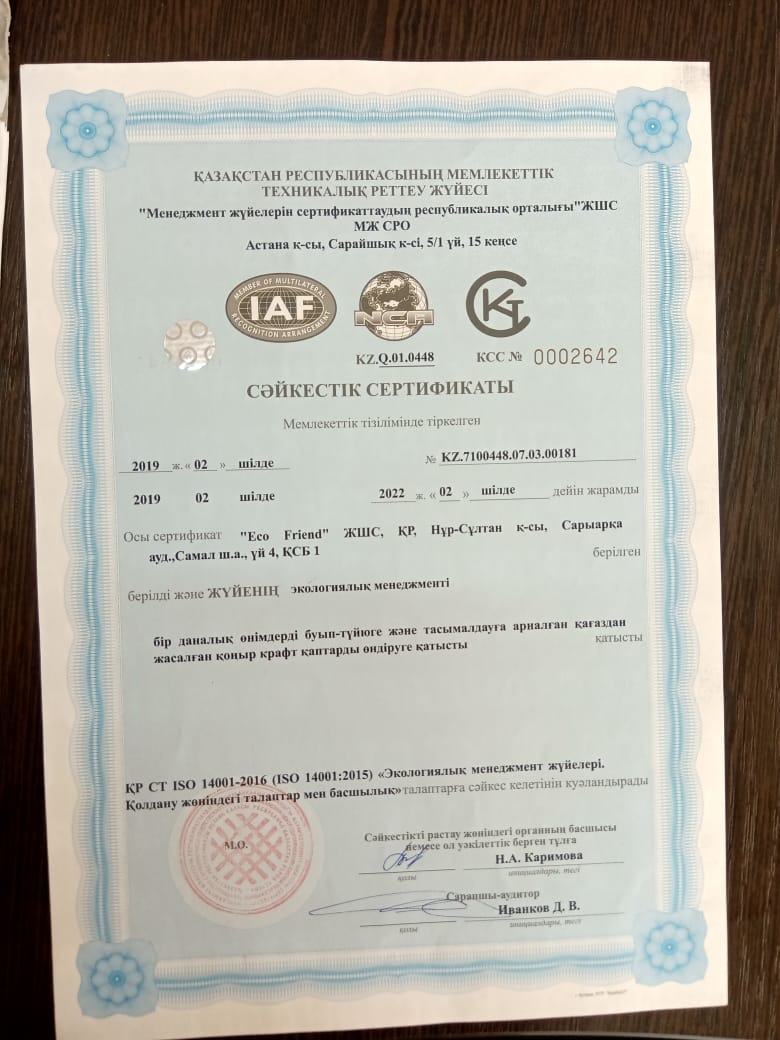 ҚАЗАҚСТАН РЕСПУБЛИКАСЫНЫҢ МЕМЛЕКЕТТІК
ТЕХНИКАЛЫҚ РЕТТЕУ ЖҮЙЕСІ
"Менеджмент жүйелерін сертификаттаудың республикалық орталығы"ЖШС
МЖ СРО
Астана қ-сы, Сарайшық к-сі, 5/1 үй, 15 кеңсе
MEMBER OF MULTILATERAL
IAF
RECOGNITION ARRANGEMENT
NCA
KZ.Q.01.0448
КСС № 0002642
СӘЙКЕСТІК СЕРТИФИКАТЫ
Мемлекеттік тізілімінде тіркелген
2019 ж. « 02 » шілде № KZ.7100448.07.03.00181
2019 02 шілде 2022 ж. « 02 » шілде дейін жарамды
Осы сертификат "Eco Friend" ЖШС, ҚР, Нұр-Сұлтан қ-сы, Сарыарқа
ауд.,Самал ш.а., үй 4, ҚСБ 1 берілген
берілді және ЖҮЙЕНІҢ экологиялық менеджменті
бір даналық өнімдерді буып-түйюге және тасымалдауға арналған қағаздан
жасалған қоңыр крафт қаптарды өндіруге қатысты қатысты
ҚР СТ ISO 14001-2016 (ISO 14001:2015) «Экологиялық менеджмент жүйелері.
Қолдану жөніндегі талаптар мен басшылық» талаптарға сәйкес келетінін куәландырады
М.О.
Сәйкестікті растау жөніндегі органның басшысы
немесе ол уәкілеттік берген тұлға
Н.А. Каримова
қолы инициалдары, тегі
Сарапшы-аудитор
Иванков Д. В.
қолы инициалдары, тегі